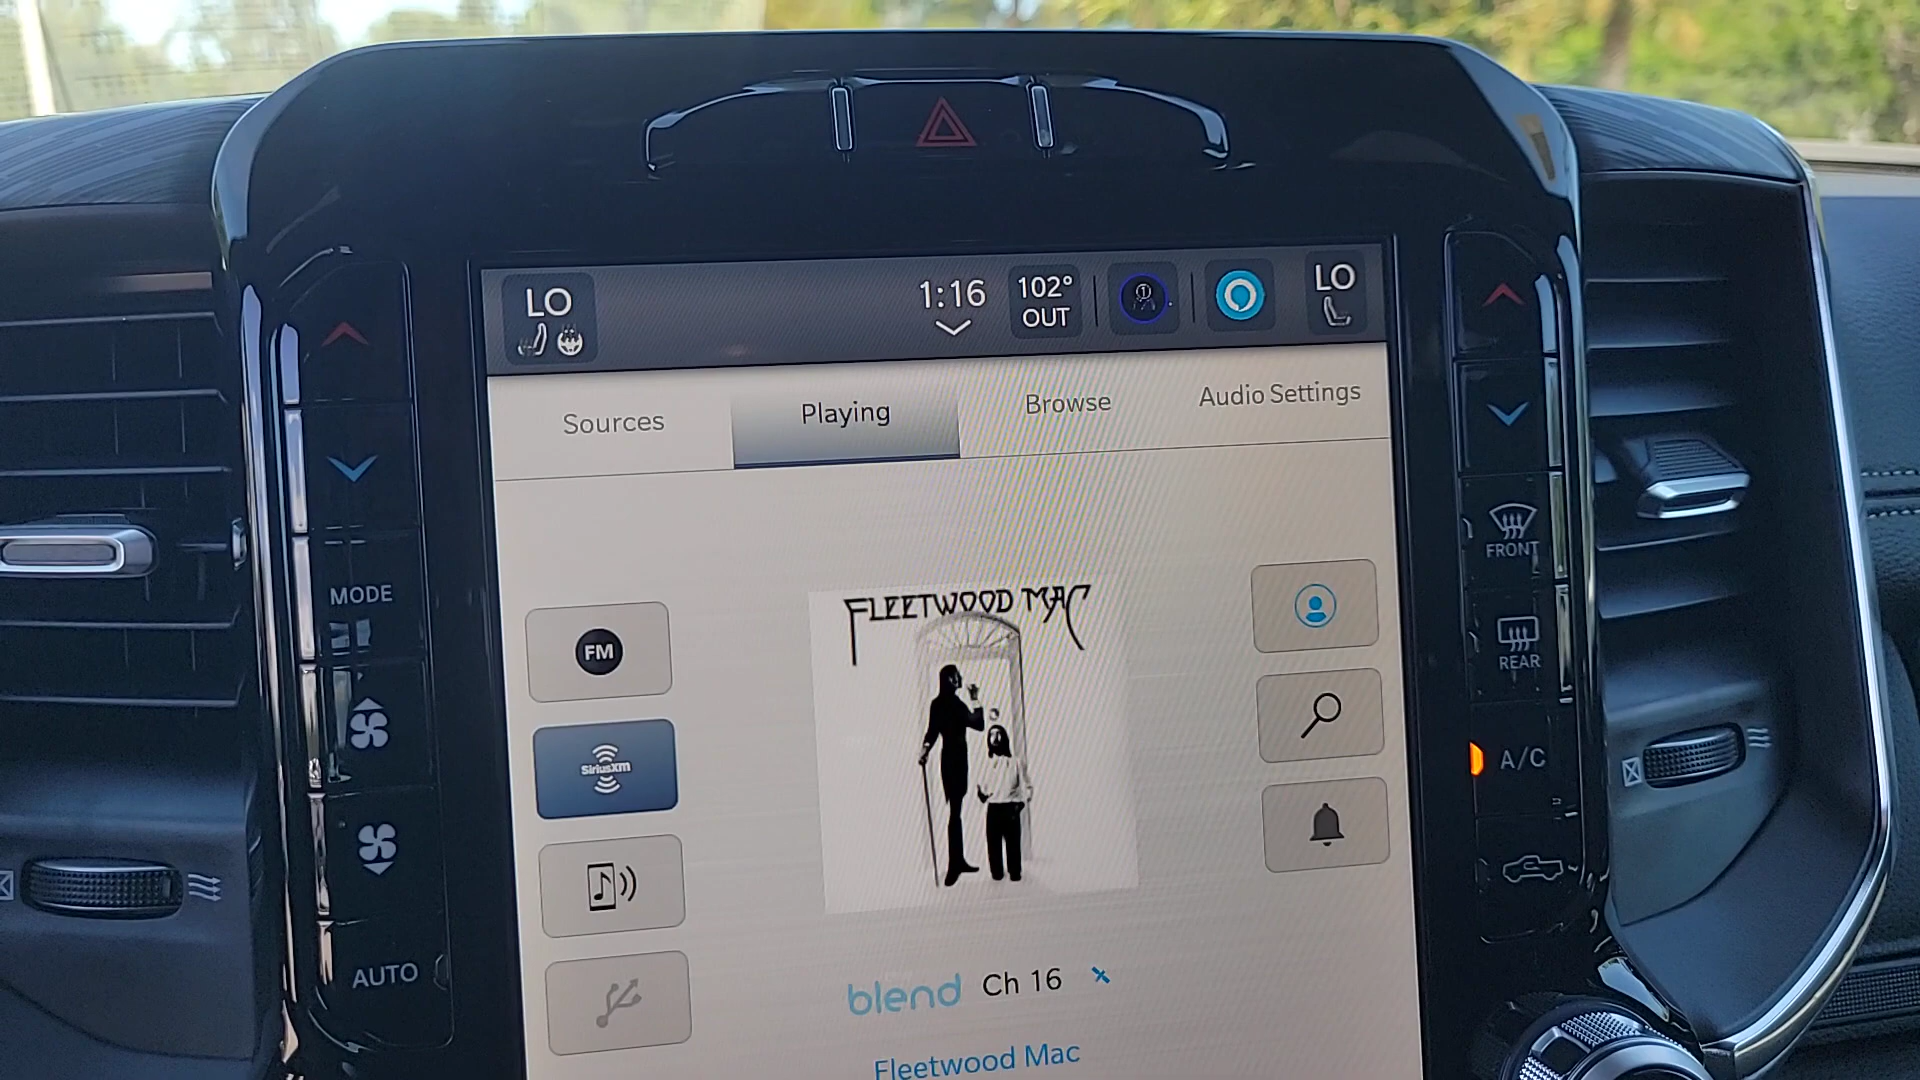 LO
1:16
102°
OUT
1
LO
Sources
Playing
Browse
Audio Settings
FLEETWOOD MAC
FM
SiriusXM
blend Ch 16
Fleetwood Mac
MODE
AUTO
FRONT
REAR
A/C